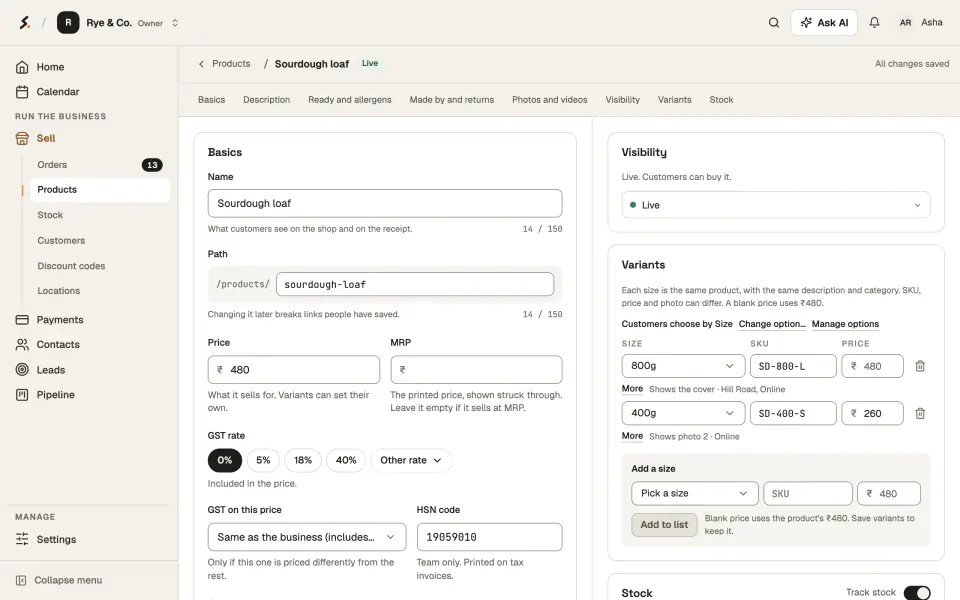 / R Rye & Co. Owner
Ask AI AR Asha
Home
Calendar
RUN THE BUSINESS
Sell
Orders 13
Products
Stock
Customers
Discount codes
Locations
Payments
Contacts
Leads
Pipeline
MANAGE
Settings
Collapse menu
Products / Sourdough loaf Live All changes saved
Basics Description Ready and allergens Made by and returns Photos and videos Visibility Variants Stock
Basics
Name
Sourdough loaf
What customers see on the shop and on the receipt. 14 / 150
Path
/products/ sourdough-loaf
Changing it later breaks links people have saved. 14 / 150
Price MRP
₹ 480 ₹
What it sells for. Variants can set their
own.
The printed price, shown struck through.
Leave it empty if it sells at MRP.
GST rate
0% 5% 18% 40% Other rate
Included in the price.
GST on this price HSN code
Same as the business (includes... 19059010
Only if this one is priced differently from the
rest.
Team only. Printed on tax
invoices.
Visibility
Live. Customers can buy it.
Live
Variants
Each size is the same product, with the same description and category. SKU,
price and photo can differ. A blank price uses ₹480.
Customers choose by Size Change option... Manage options
SIZE SKU PRICE
800g SD-800-L ₹ 480
More Shows the cover · Hill Road, Online
400g SD-400-S ₹ 260
More Shows photo 2 · Online
Add a size
Pick a size SKU ₹ 480
Add to list
Blank price uses the product's ₹480. Save variants to
keep it.
Stock Track stock